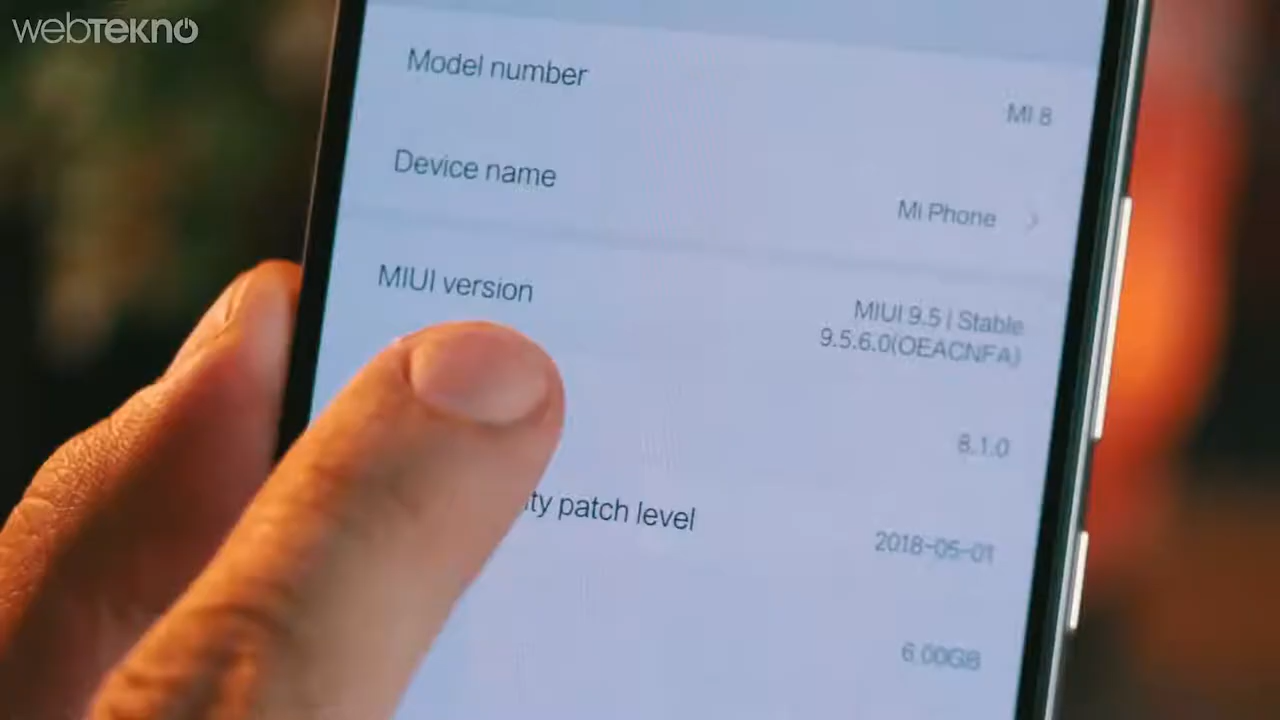 webTEKNO
Model number
MI 8
Device name
Mi Phone
MIUI version
MIUI 9.5 | Stable
9.5.6.0(OEACNFA)
8.1.0
ity patch level
2018-05-01
6.00GB